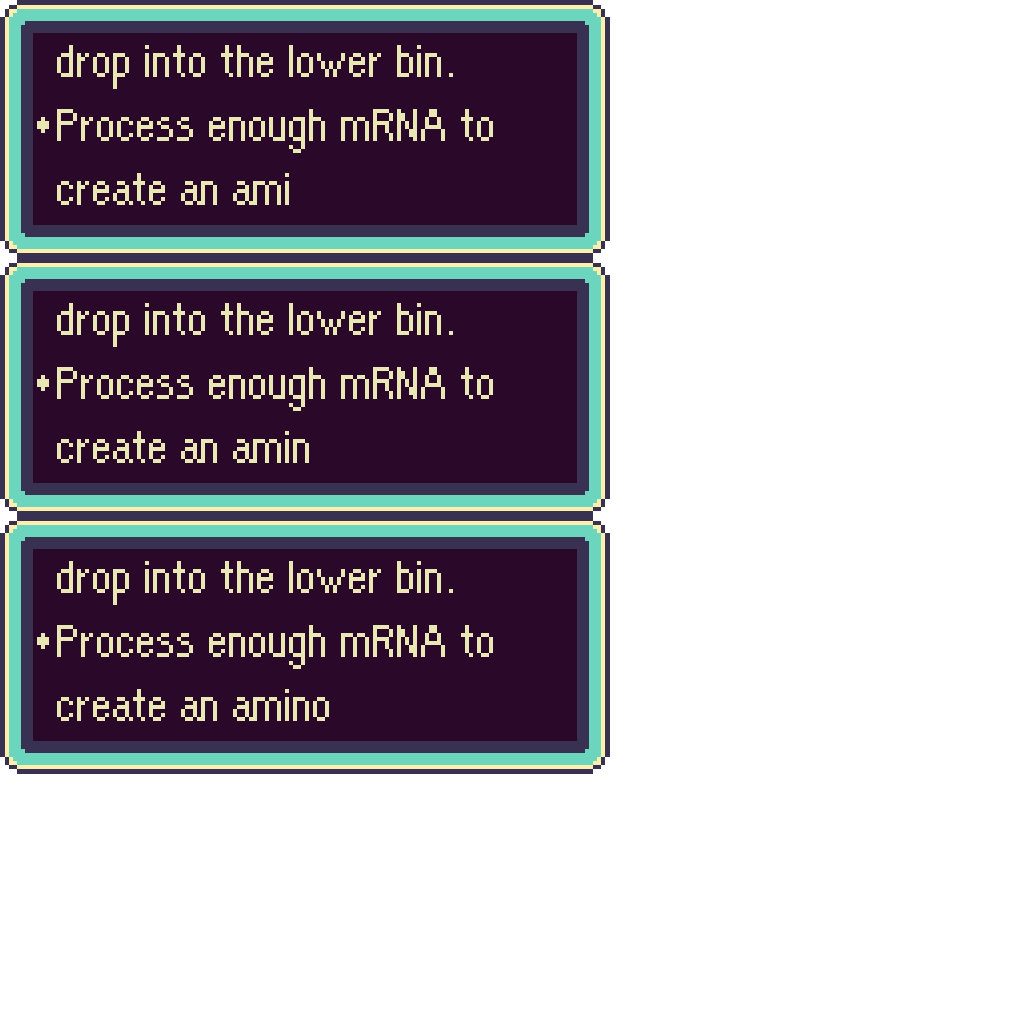 drop into the lower bin.
•Process enough mRNA to
create an ami
drop into the lower bin.
•Process enough mRNA to
create an amin
drop into the lower bin.
•Process enough mRNA to
create an amino